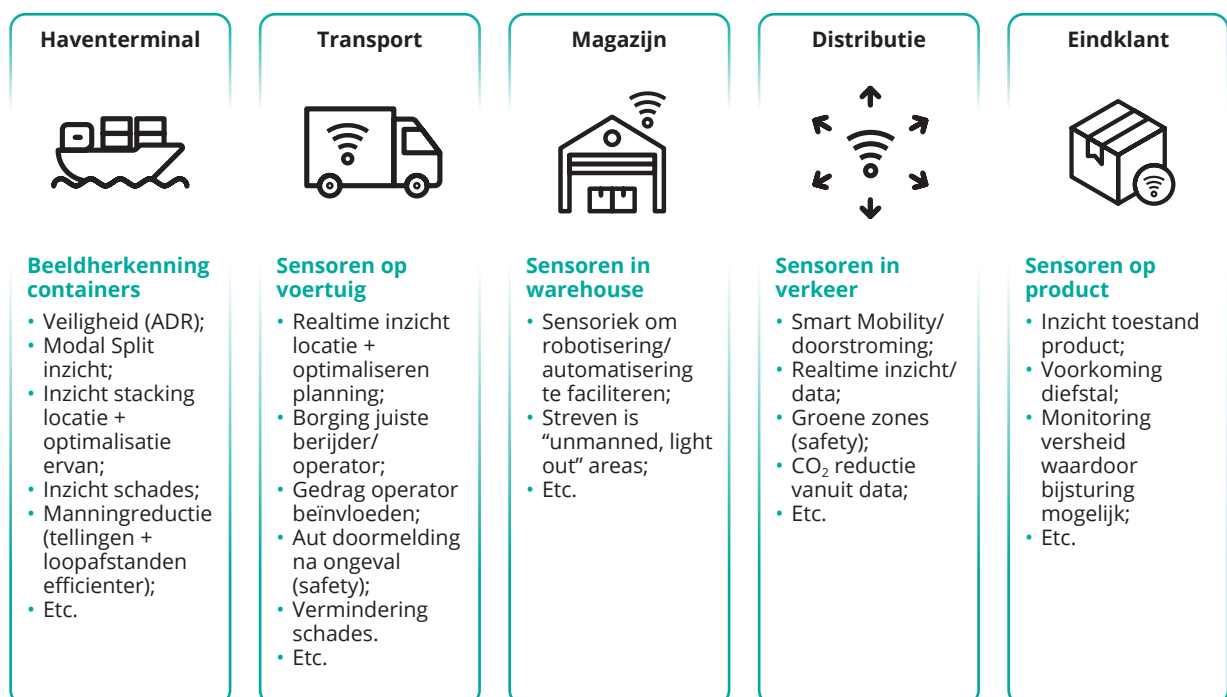 Haventerminal
Beeldherkenning
containers
• Veiligheid (ADR);
• Modal Split
inzicht;
• Inzicht stacking
locatie +
optimalisatie
ervan;
• Inzicht schades;
• Manningreductie
(tellingen +
loopafstanden
efficienter);
• Etc.
Transport
Sensoren op
voertuig
• Realtime inzicht
locatie +
optimaliseren
planning;
• Borging juiste
berijder/
operator;
• Gedrag operator
beïnvloeden;
• Aut doormelding
na ongeval
(safety);
• Vermindering
schades.
• Etc.
Magazijn
Sensoren in
warehouse
• Sensoriek om
robotisering/
automatisering
te faciliteren;
• Streven is
“unmanned, light
out” areas;
• Etc.
Distributie
Sensoren in
verkeer
• Smart Mobility/
doorstroming;
• Realtime inzicht/
data;
• Groene zones
(safety);
• CO₂ reductie
vanuit data;
• Etc.
Eindklant
Sensoren op
product
• Inzicht toestand
product;
• Voorkoming
diefstal;
• Monitoring
versheid
waardoor
bijsturing
mogelijk;
• Etc.